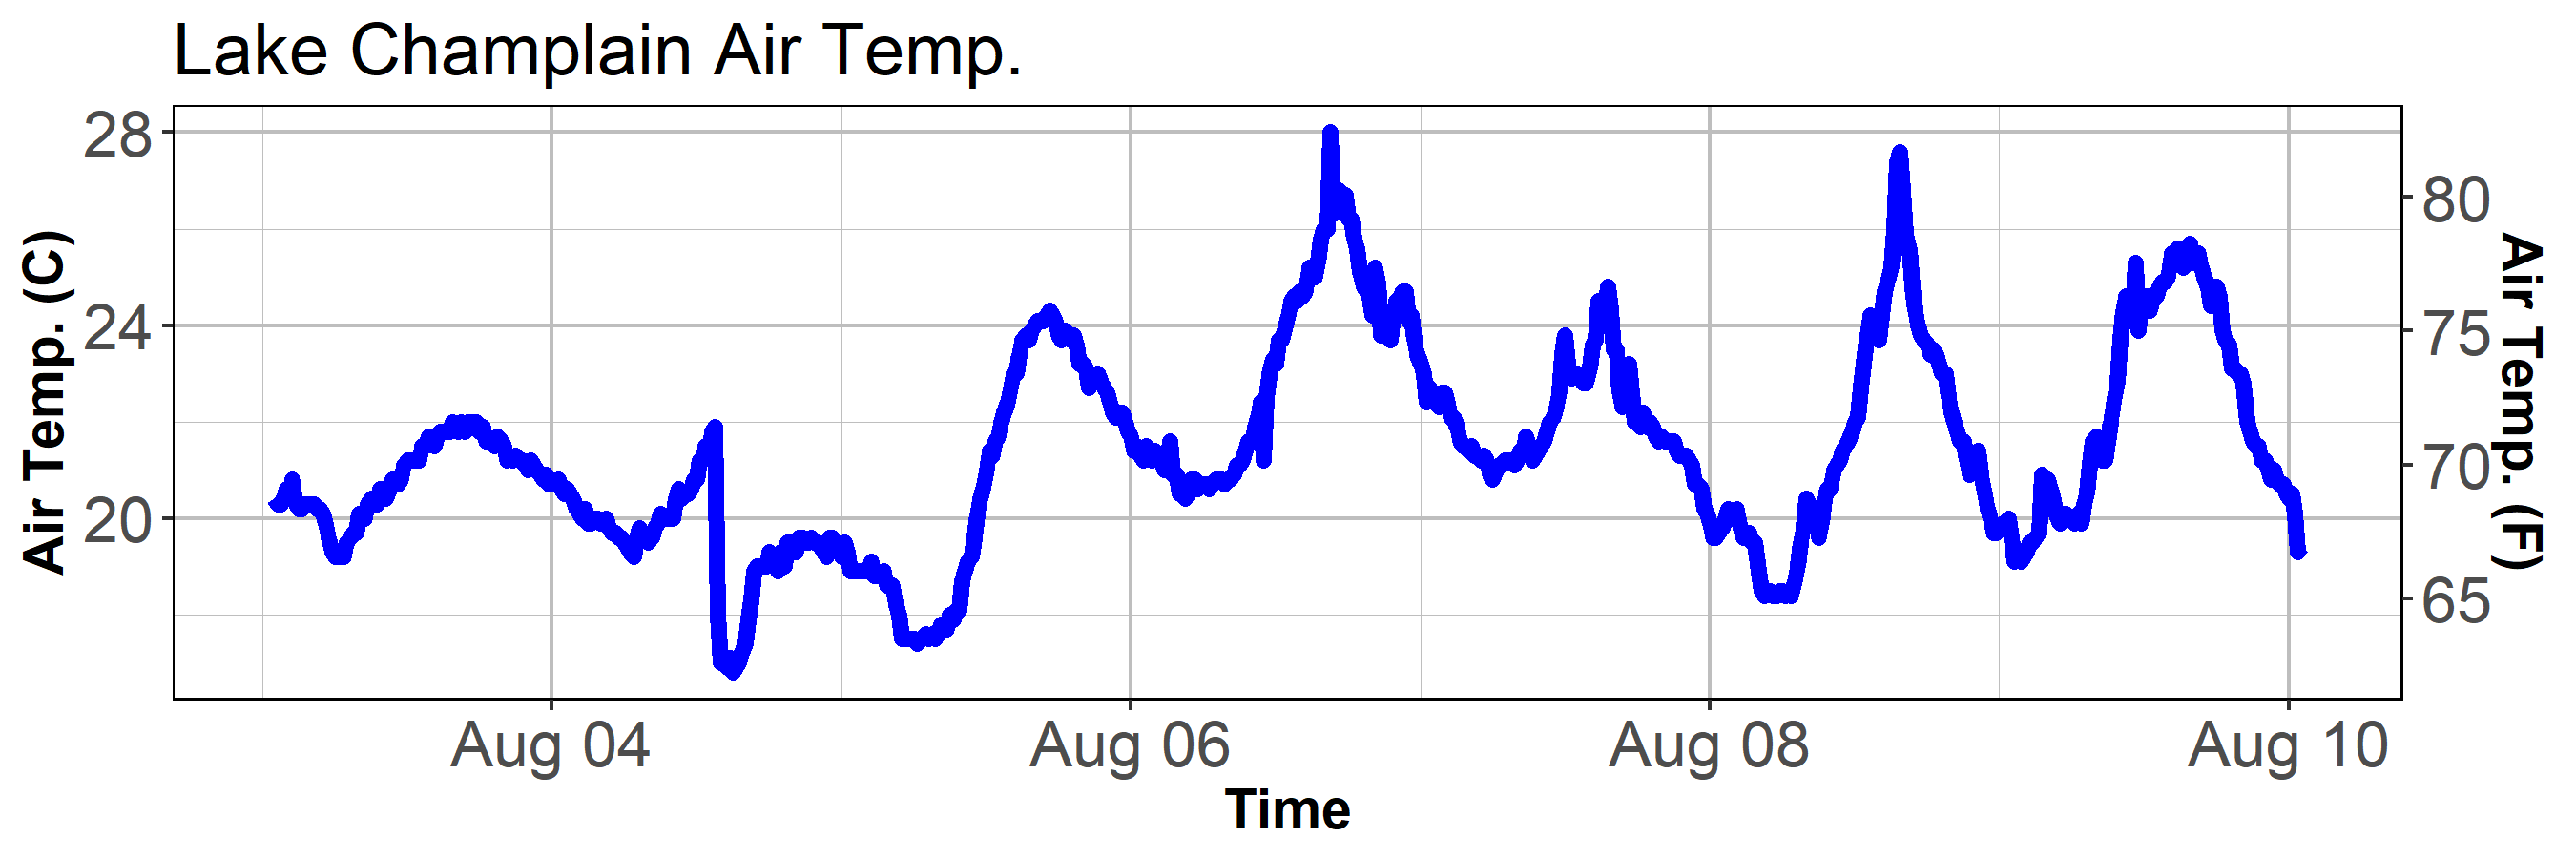 Lake Champlain Air Temp.
28
24
20
Air Temp. (C)
80
75
70
65
Air Temp. (F)
Aug 04
Aug 06
Aug 08
Aug 10
Time